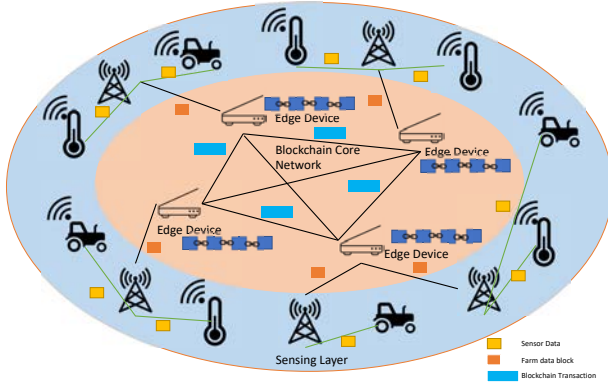 Edge Device
Blockchain Core
Network
Edge Device
Edge Device
Edge Device
Sensing Layer
Sensor Data
Farm data block
Blockchain Transaction